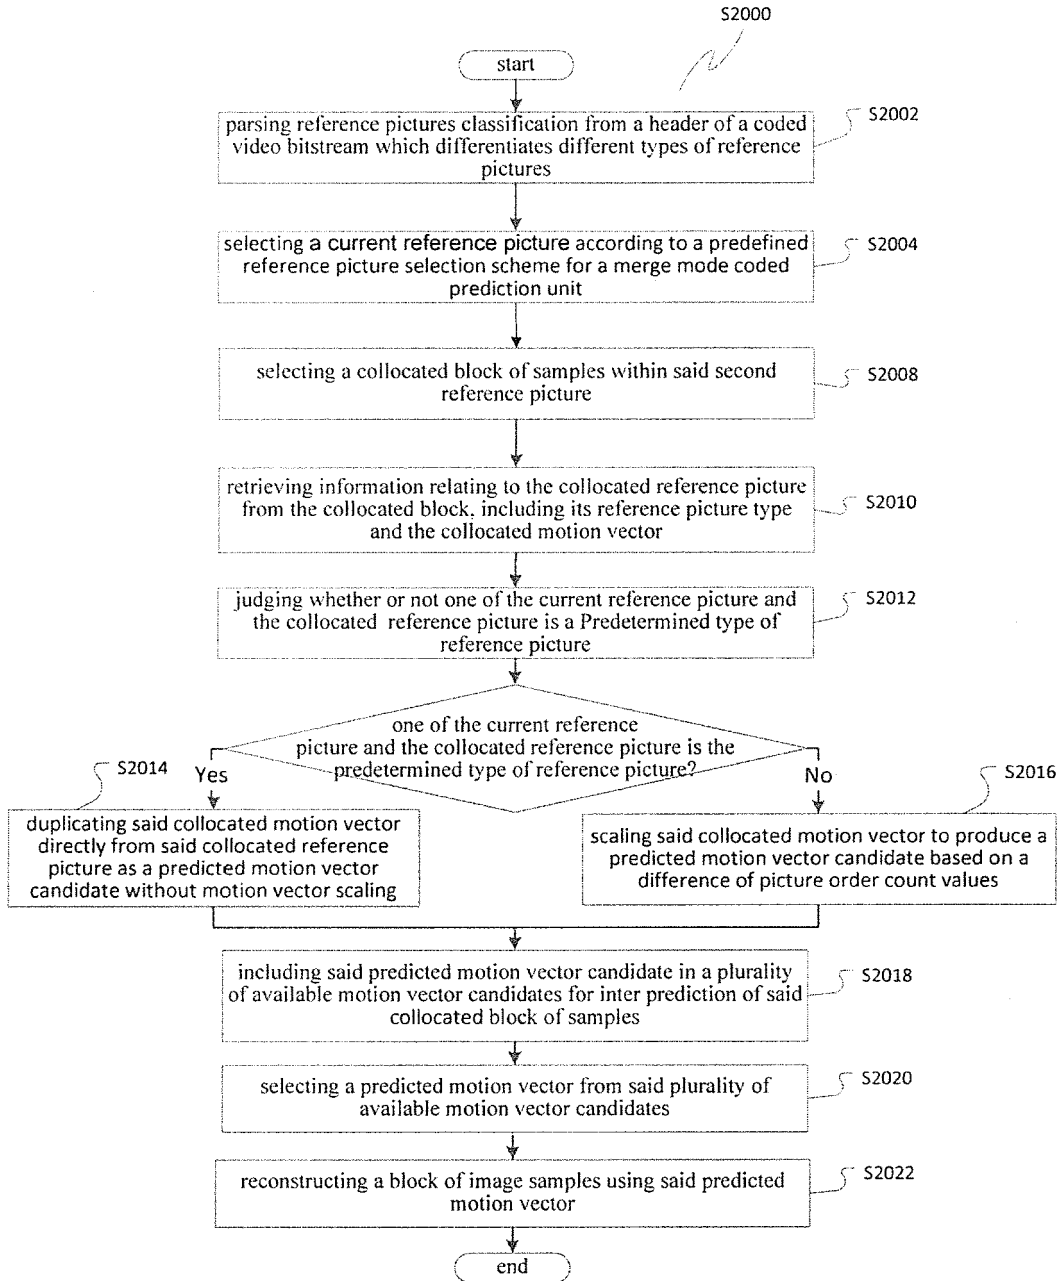 S2000
start
S2002
parsing reference pictures classification from a header of a coded
video bitstream which differentiates different types of reference
pictures
S2004
selecting a current reference picture according to a predefined
reference picture selection scheme for a merge mode coded
prediction unit
S2008
selecting a collocated block of samples within said second
reference picture
S2010
retrieving information relating to the collocated reference picture
from the collocated block, including its reference picture type
and the collocated motion vector
S2012
judging whether or not one of the current reference picture and
the collocated reference picture is a Predetermined type of
reference picture
one of the current reference
picture and the collocated reference picture is the
predetermined type of reference picture?
S2014
Yes
No
S2016
duplicating said collocated motion vector
directly from said collocated reference
picture as a predicted motion vector
candidate without motion vector scaling
scaling said collocated motion vector to produce a
predicted motion vector candidate based on a
difference of picture order count values
S2018
including said predicted motion vector candidate in a plurality
of available motion vector candidates for inter prediction of said
collocated block of samples
S2020
selecting a predicted motion vector from said plurality of
available motion vector candidates
S2022
reconstructing a block of image samples using said predicted
motion vector
end